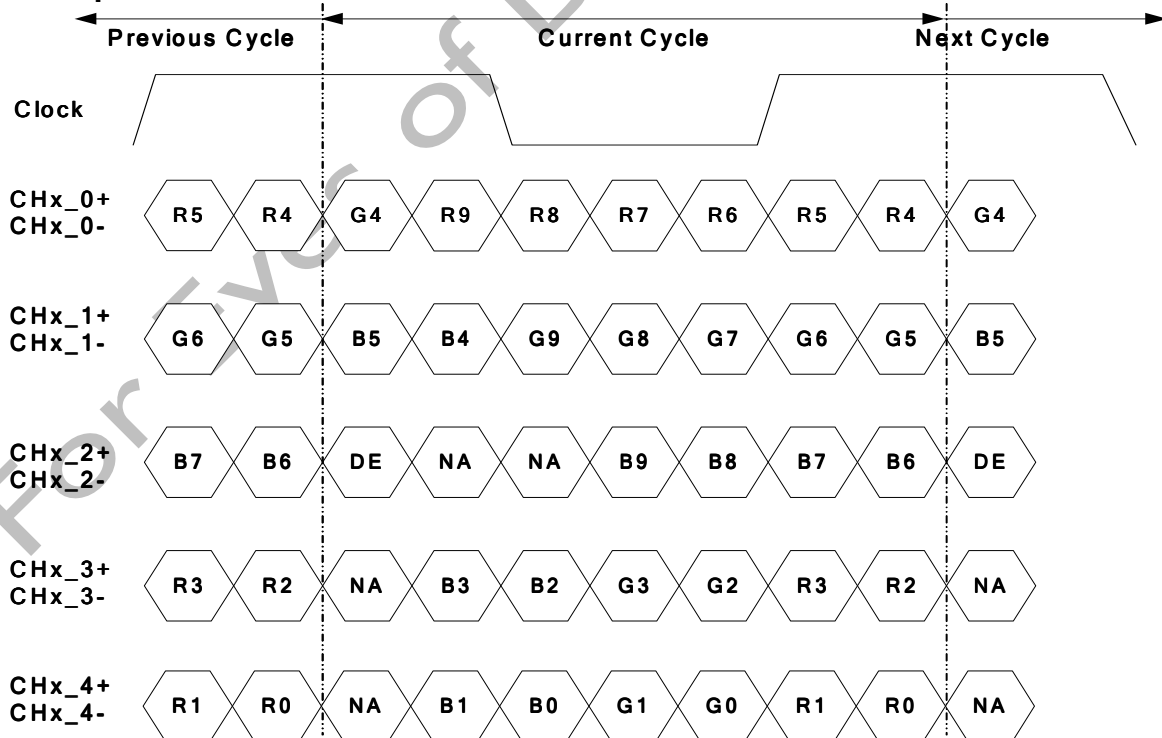 Previous Cycle Current Cycle Next Cycle
Clock
CHx_0+
CHx_0-
R5 R4 G4 R9 R8 R7 R6 R5 R4 G4
CHx_1+
CHx_1-
G6 G5 B5 B4 G9 G8 G7 G6 G5 B5
CHx_2+
CHx_2-
B7 B6 DE NA NA B9 B8 B7 B6 DE
CHx_3+
CHx_3-
R3 R2 NA B3 B2 G3 G2 R3 R2 NA
CHx_4+
CHx_4-
R1 R0 NA B1 B0 G1 G0 R1 R0 NA
For Eve of